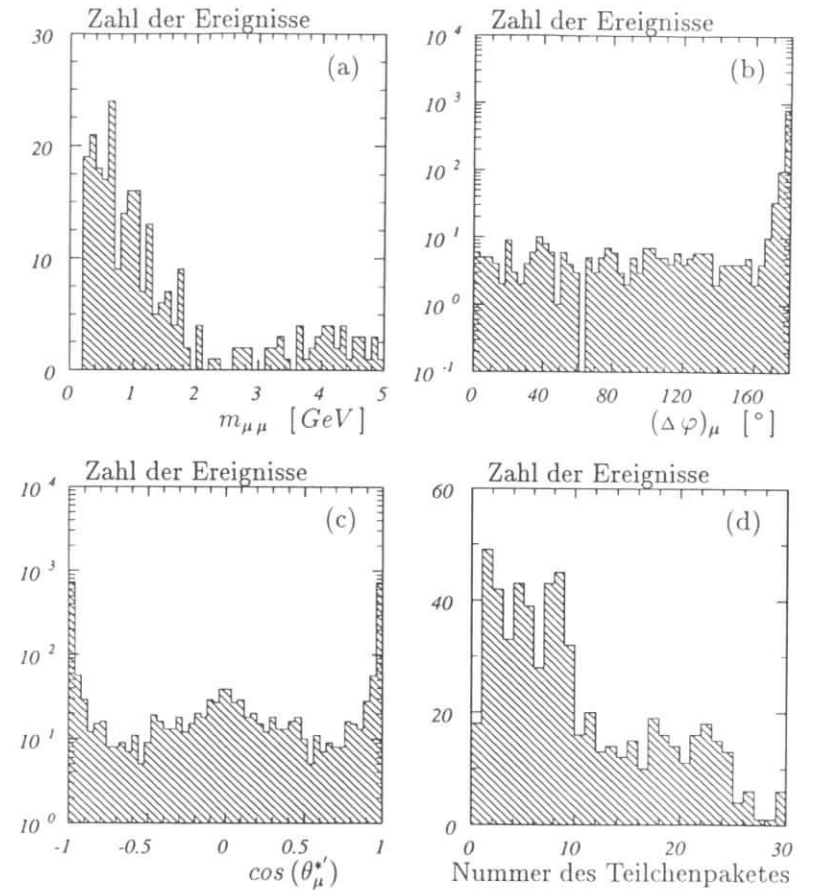 Zahl der Ereignisse
30
20
10
0
(a)
0 1 2 3 4 5
m_{μμ} [GeV]
Zahl der Ereignisse
10^4
10^3
10^2
10^1
10^0
10^-1
(b)
0 40 80 120 160
(Δφ)_μ [°]
Zahl der Ereignisse
10^4
10^3
10^2
10^1
10^0
(c)
-1 -0.5 0 0.5 1
cos(θ_μ^{*'})
Zahl der Ereignisse
60
40
20
0
(d)
0 10 20 30
Nummer des Teilchenpaketes